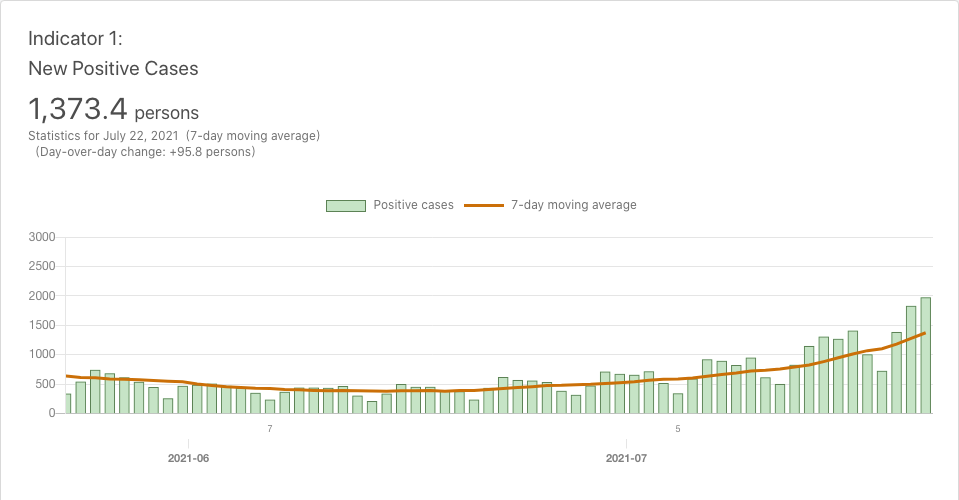 Indicator 1:
New Positive Cases
1,373.4 persons
Statistics for July 22, 2021 (7-day moving average)
(Day-over-day change: +95.8 persons)
Positive cases 7-day moving average
3000
2500
2000
1500
1000
500
0
7 5
2021-06 2021-07